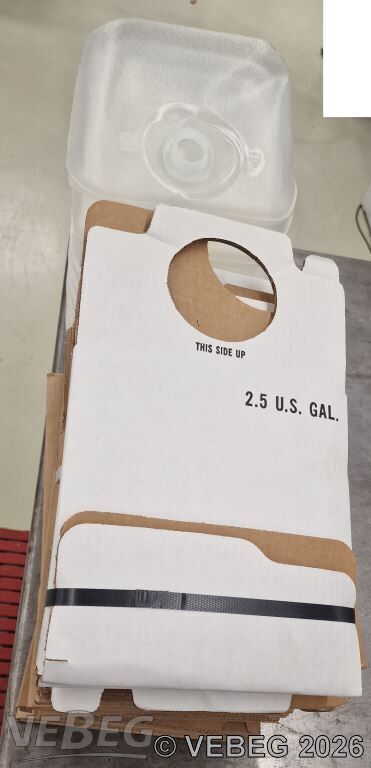 THIS SIDE UP
2.5 U.S. GAL.
VEBEG
© VEBEG 2026